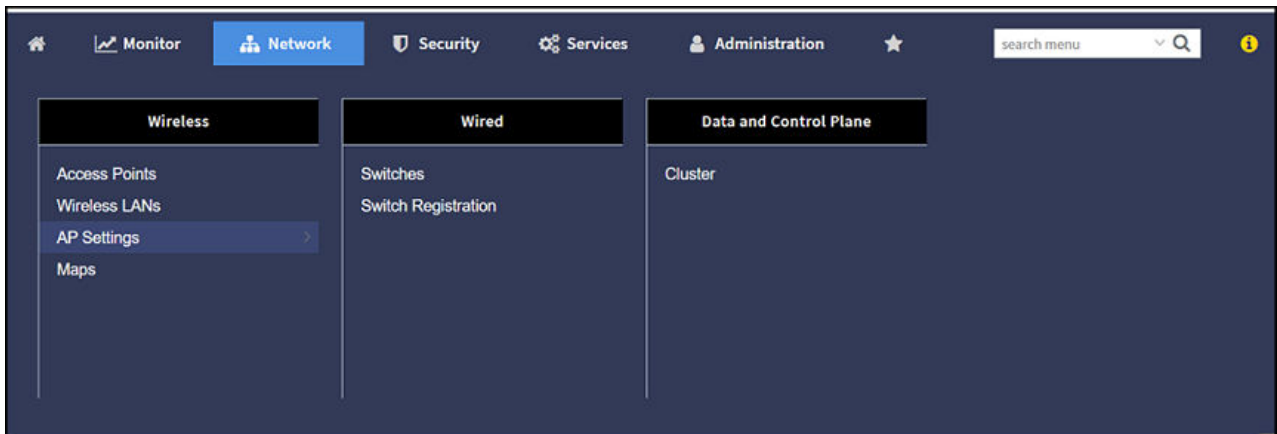 Monitor Network Security Services Administration search menu
Wireless Wired Data and Control Plane
Access Points Switches Cluster
Wireless LANs Switch Registration
AP Settings
Maps